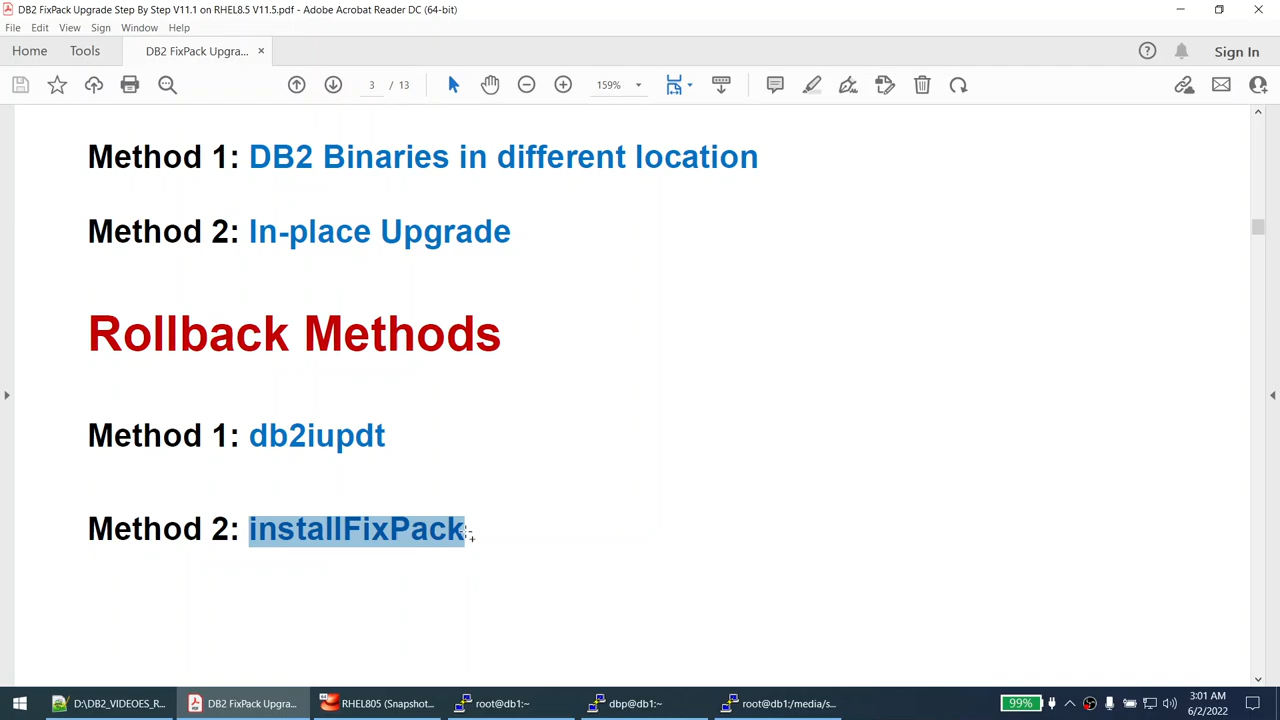 DB2 FixPack Upgrade Step By Step V11.1 on RHEL8.5 V11.5.pdf - Adobe Acrobat Reader DC (64-bit)
File Edit View Sign Window Help
Home Tools DB2 FixPack Upgra... × Sign In
3 / 13 159%
Method 1: DB2 Binaries in different location
Method 2: In-place Upgrade
Rollback Methods
Method 1: db2iupdt
Method 2: installFixPack
D:\DB2_VIDEOES_R... DB2 FixPack Upgra... RHEL805 (Snapshot... root@db1:~ dbp@db1:~ root@db1:/media/s... 99% 3:01 AM
6/2/2022